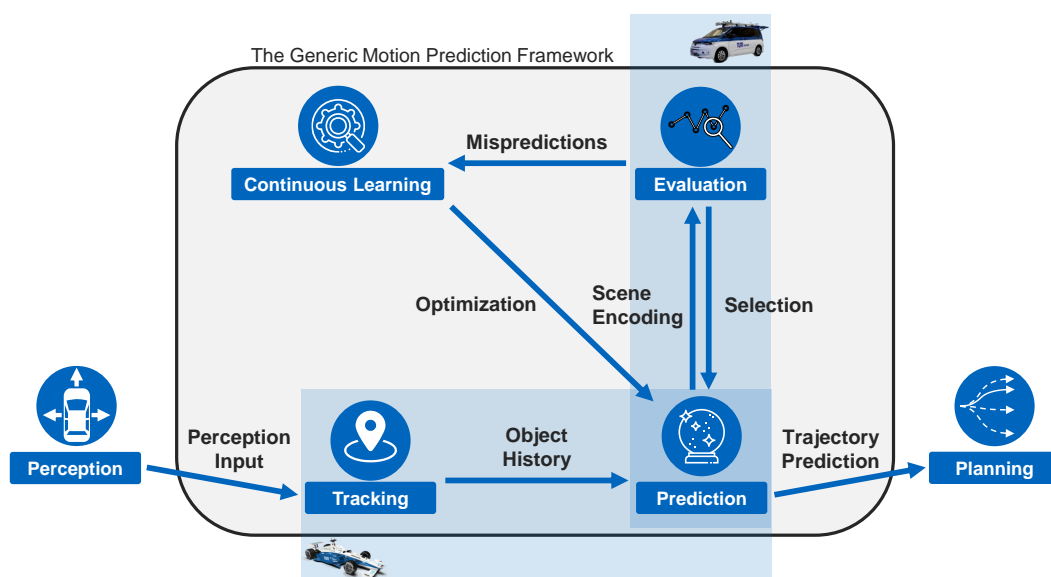 The Generic Motion Prediction Framework
Mispredictions
Continuous Learning
Evaluation
Optimization
Scene
Encoding
Selection
Perception
Input
Object
History
Trajectory
Prediction
Perception
Tracking
Prediction
Planning